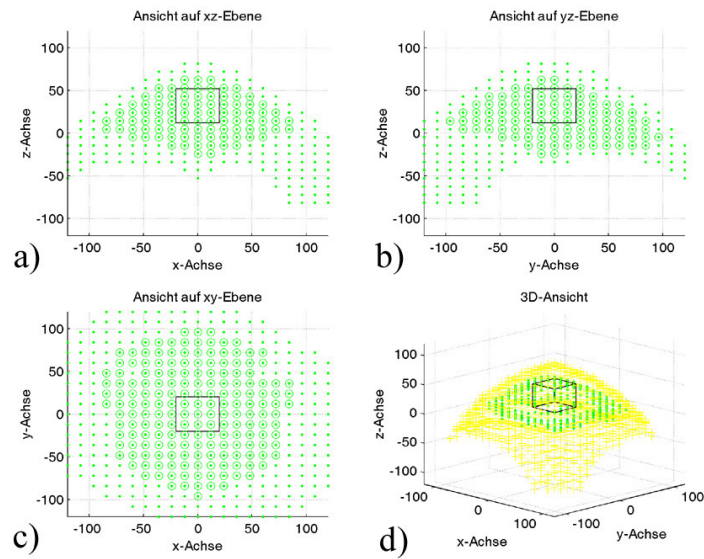 Ansicht auf xz-Ebene
100
50
0
-50
-100
z-Achse
-100 -50 0 50 100
x-Achse
a)
Ansicht auf yz-Ebene
100
50
0
-50
-100
z-Achse
-100 -50 0 50 100
y-Achse
b)
Ansicht auf xy-Ebene
100
50
0
-50
-100
y-Achse
-100 -50 0 50 100
x-Achse
c)
3D-Ansicht
100
50
0
-50
-100
z-Achse
-100 0 100
x-Achse
-100 0 100
y-Achse
d)